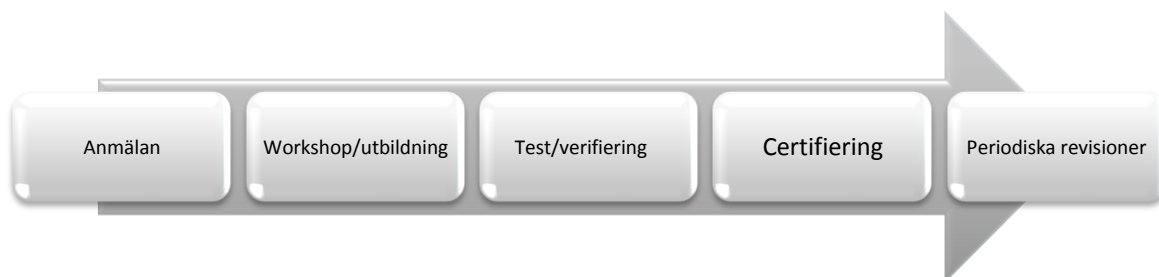 Anmälan
Workshop/utbildning
Test/verifiering
Certifiering
Periodiska revisioner